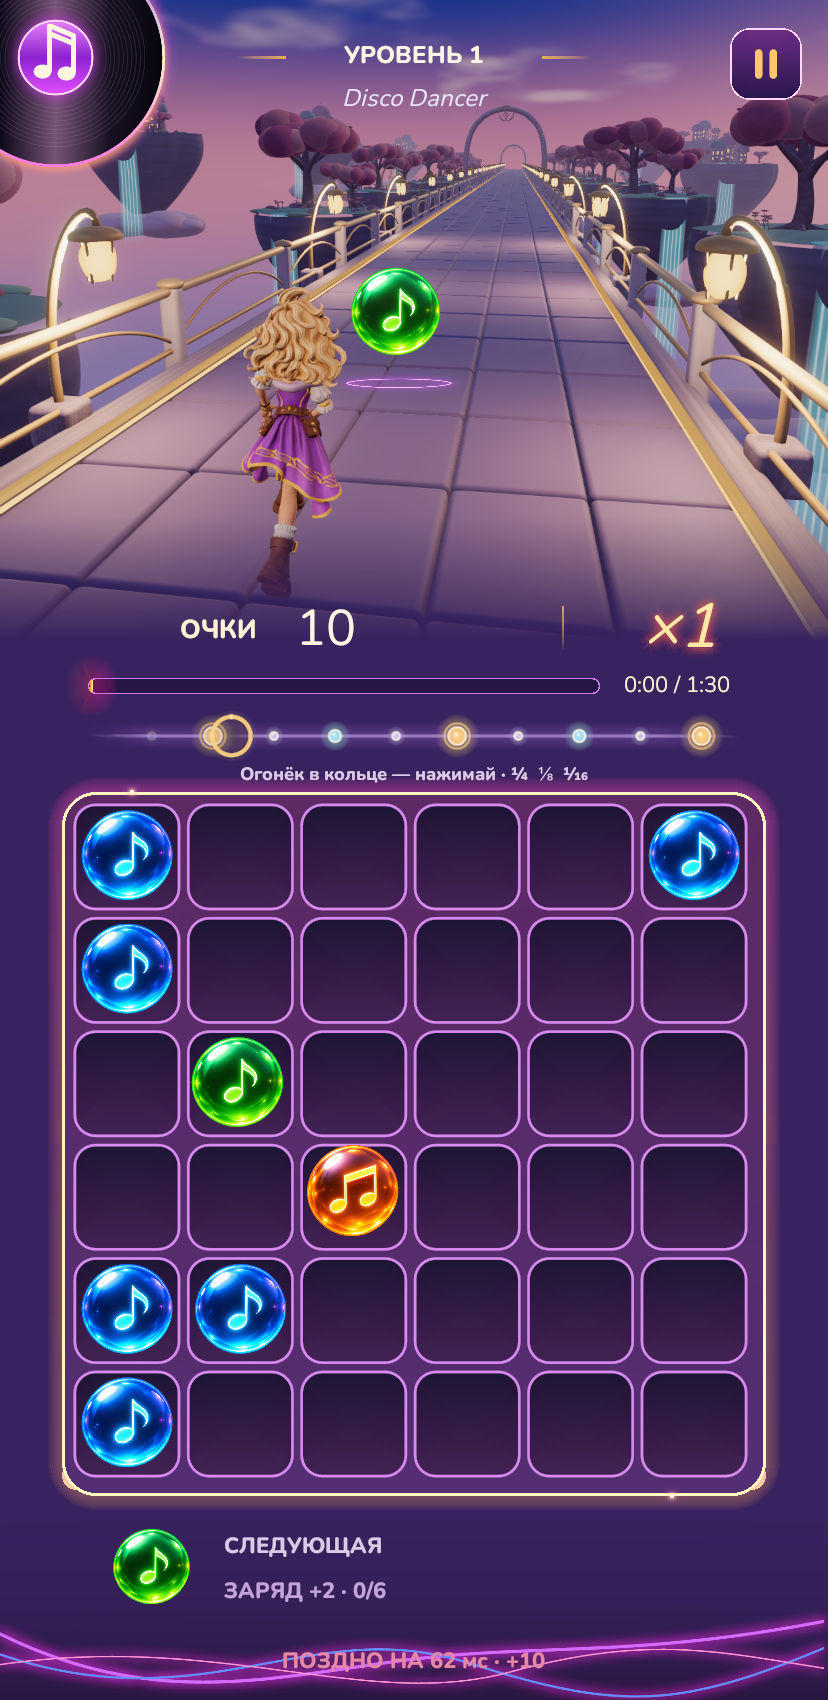 УРОВЕНЬ 1
Disco Dancer
ОЧКИ 10 ×1
0:00 / 1:30
Огонёк в кольце — нажимай · ¼ ⅛ ¹⁄₁₆
СЛЕДУЮЩАЯ
ЗАРЯД +2 · 0/6
ПОЗДНО НА 62 мс · +10